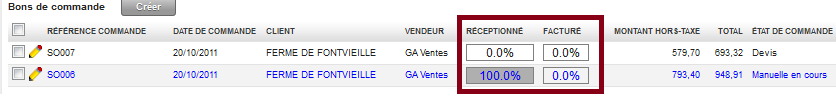 Bons de commande Créer
RÉFÉRENCE COMMANDE DATE DE COMMANDE CLIENT VENDEUR RÉCEPTIONNÉ FACTURÉ MONTANT HORS-TAXE TOTAL ÉTAT DE COMMANDE
SO007 20/10/2011 FERME DE FONTVIEILLE GA Ventes 0.0% 0.0% 579,70 693,32 Devis
SO006 20/10/2011 FERME DE FONTVIEILLE GA Ventes 100.0% 0.0% 793,40 948,91 Manuelle en cours